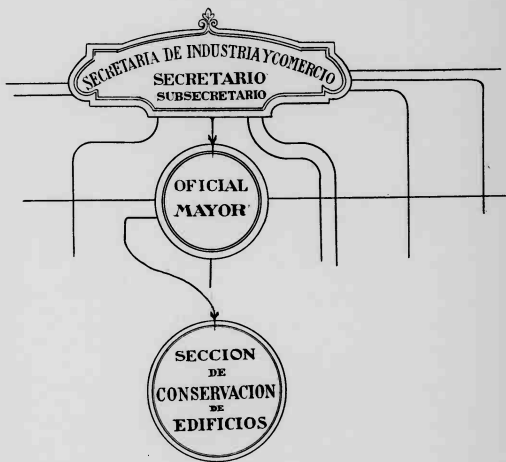 SECRETARIA DE INDUSTRIA Y COMERCIO
SECRETARIO
SUBSECRETARIO
OFICIAL
MAYOR
SECCION
DE
CONSERVACION
DE
EDIFICIOS